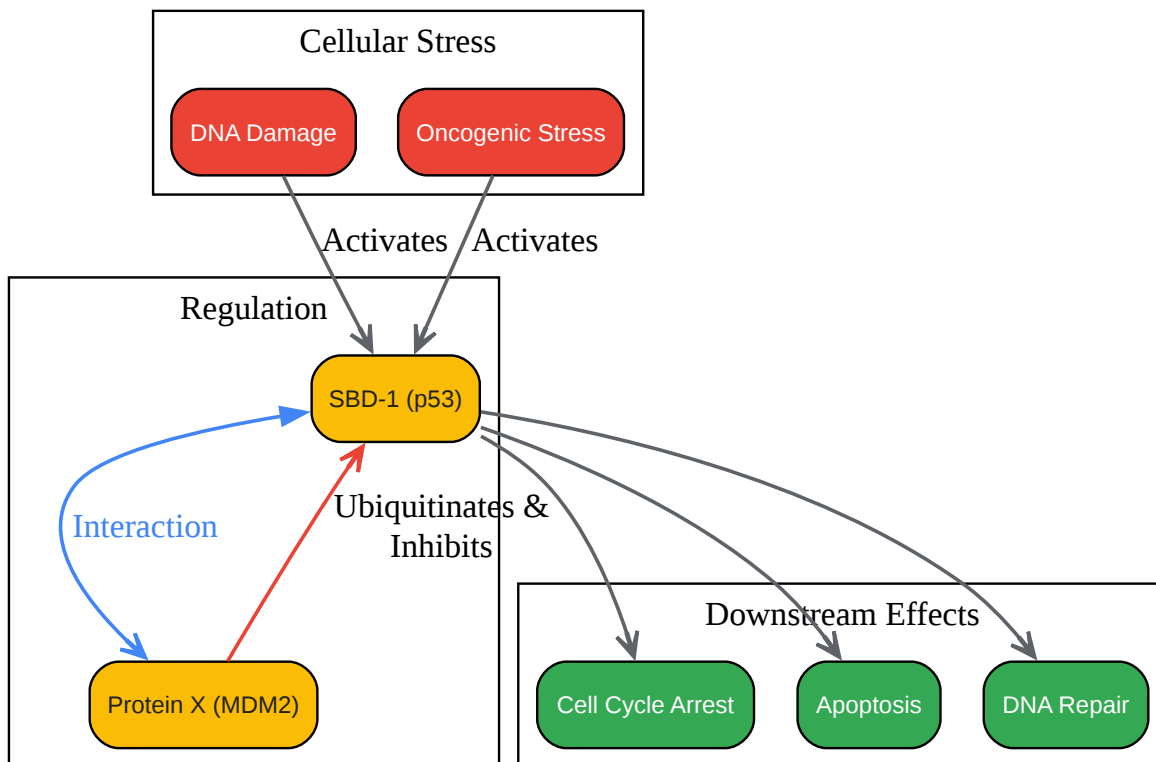 Cellular Stress
DNA Damage
Oncogenic Stress
Activates
Activates
Regulation
SBD-1 (p53)
Ubiquitinates &
Inhibits
Interaction
Downstream Effects
Protein X (MDM2)
Cell Cycle Arrest
Apoptosis
DNA Repair